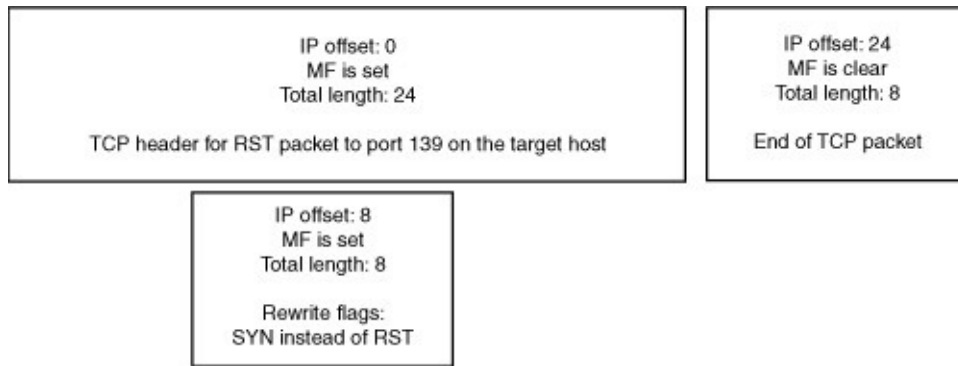 IP offset: 0
MF is set
Total length: 24
TCP header for RST packet to port 139 on the target host
IP offset: 24
MF is clear
Total length: 8
End of TCP packet
IP offset: 8
MF is set
Total length: 8
Rewrite flags:
SYN instead of RST